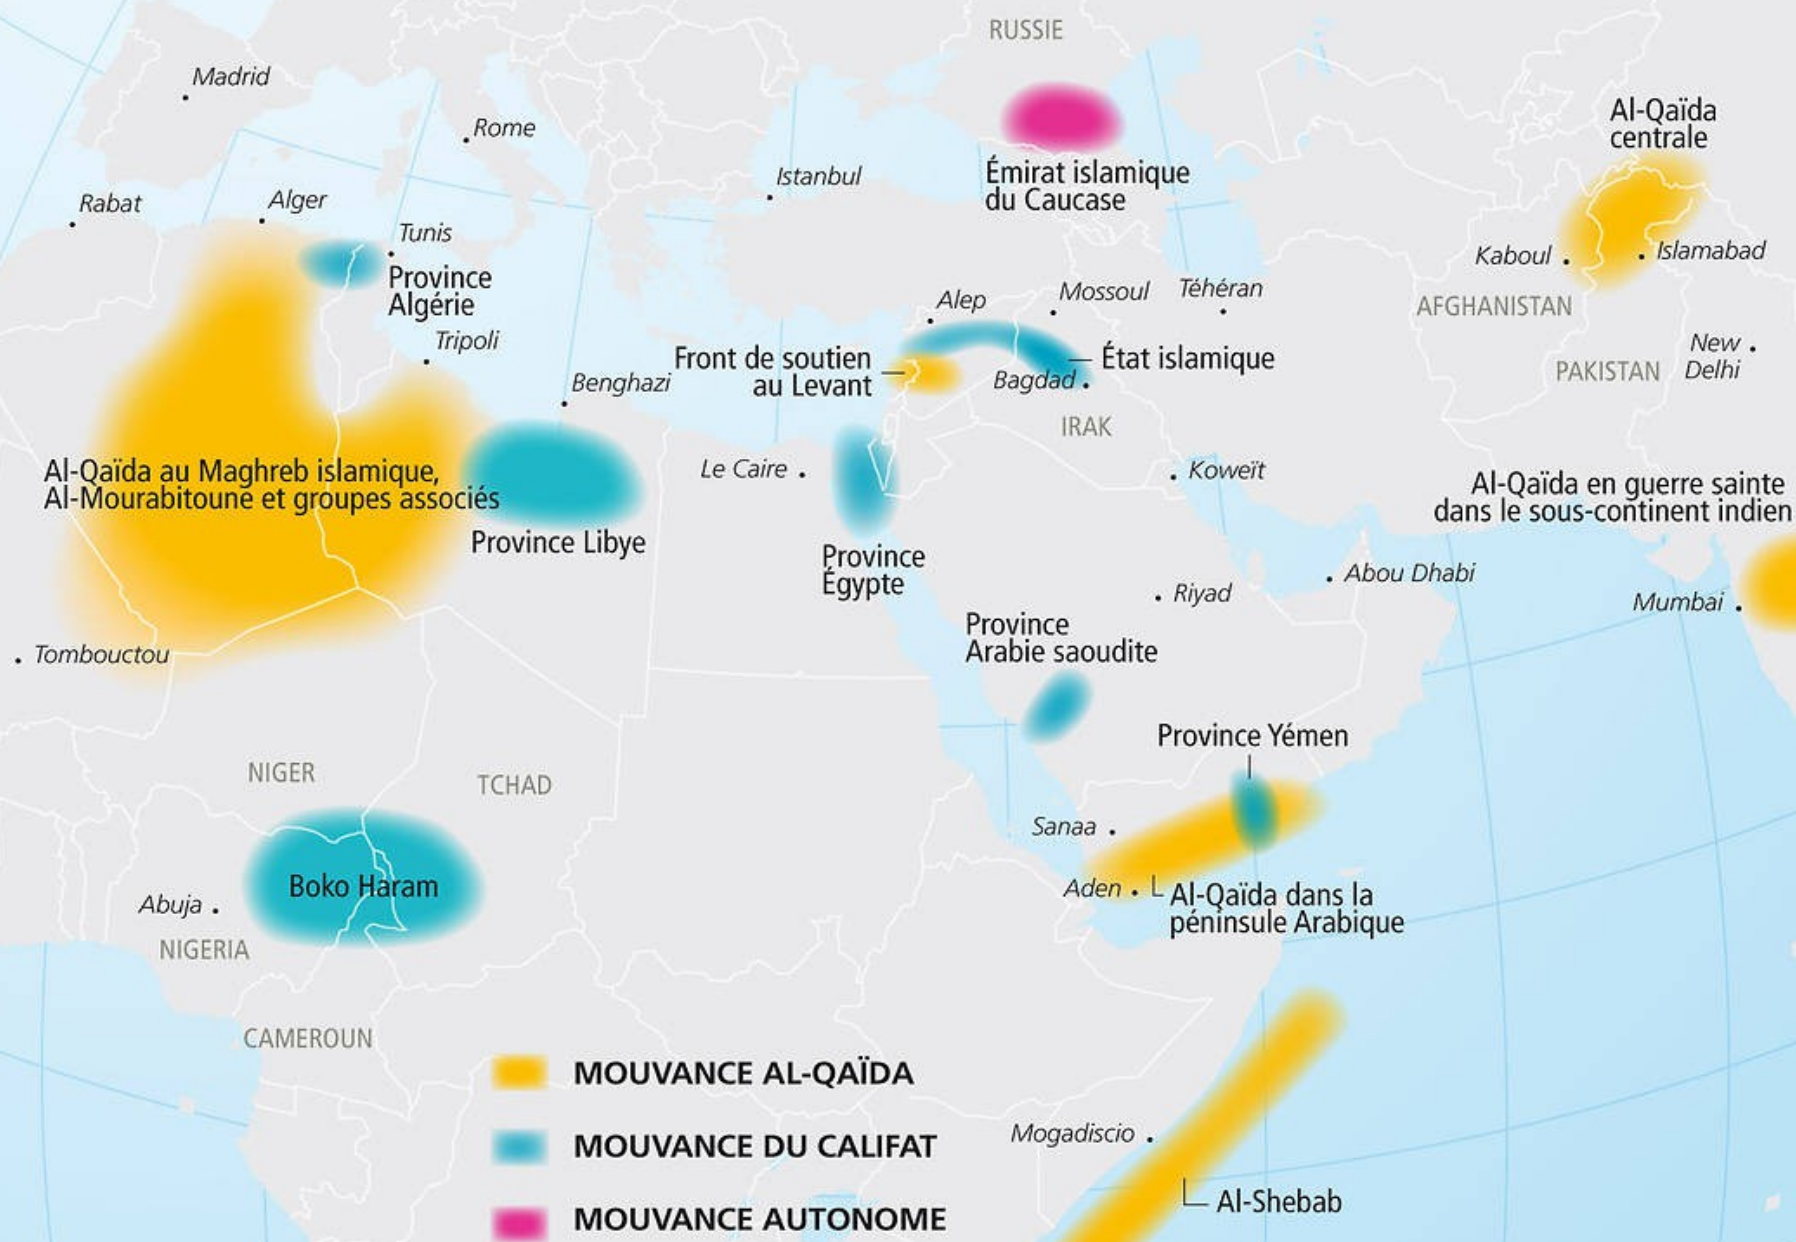 RUSSIE
Madrid
Al-Qaïda
centrale
Rome
Émirat islamique
du Caucase
Istanbul
Rabat
Alger
Tunis
Kaboul
Islamabad
Province
Algérie
AFGHANISTAN
Alep
Mossoul
Téhéran
Tripoli
New
Delhi
Front de soutien
au Levant
État islamique
PAKISTAN
Bagdad
Benghazi
IRAK
Al-Qaïda au Maghreb islamique,
Al-Mourabitoune et groupes associés
Le Caire
Koweït
Al-Qaïda en guerre sainte
dans le sous-continent indien
Province Libye
Province
Égypte
Abou Dhabi
Riyad
Mumbai
Province
Arabie saoudite
Tombouctou
Province Yémen
NIGER
TCHAD
Sanaa
Boko Haram
Aden
Al-Qaïda dans la
péninsule Arabique
Abuja
NIGERIA
CAMEROUN
MOUVANCE AL-QAÏDA
Mogadiscio
MOUVANCE DU CALIFAT
Al-Shebab
MOUVANCE AUTONOME